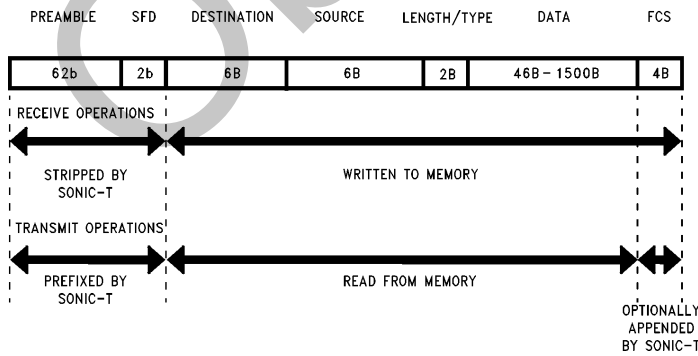 PREAMBLE SFD DESTINATION SOURCE LENGTH/TYPE DATA FCS
62b 2b 6B 6B 2B 46B – 1500B 4B
RECEIVE OPERATIONS
STRIPPED BY
SONIC–T
WRITTEN TO MEMORY
TRANSMIT OPERATIONS
PREFIXED BY
SONIC–T
READ FROM MEMORY
OPTIONALLY
APPENDED
BY SONIC–T